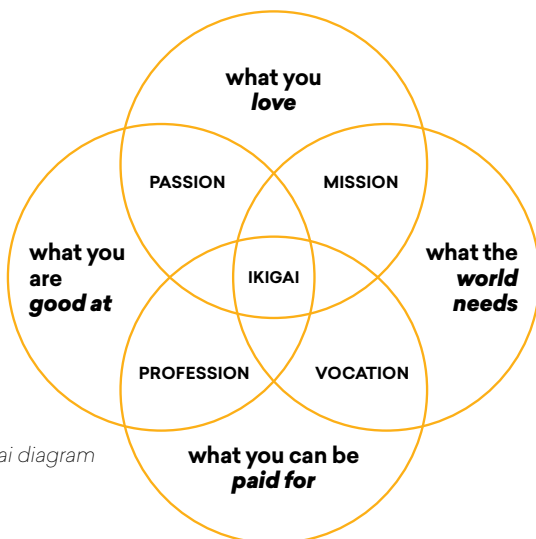 what you
love
PASSION
MISSION
what you
are
good at
what the
world
needs
IKIGAI
PROFESSION
VOCATION
ai diagram
what you can be
paid for